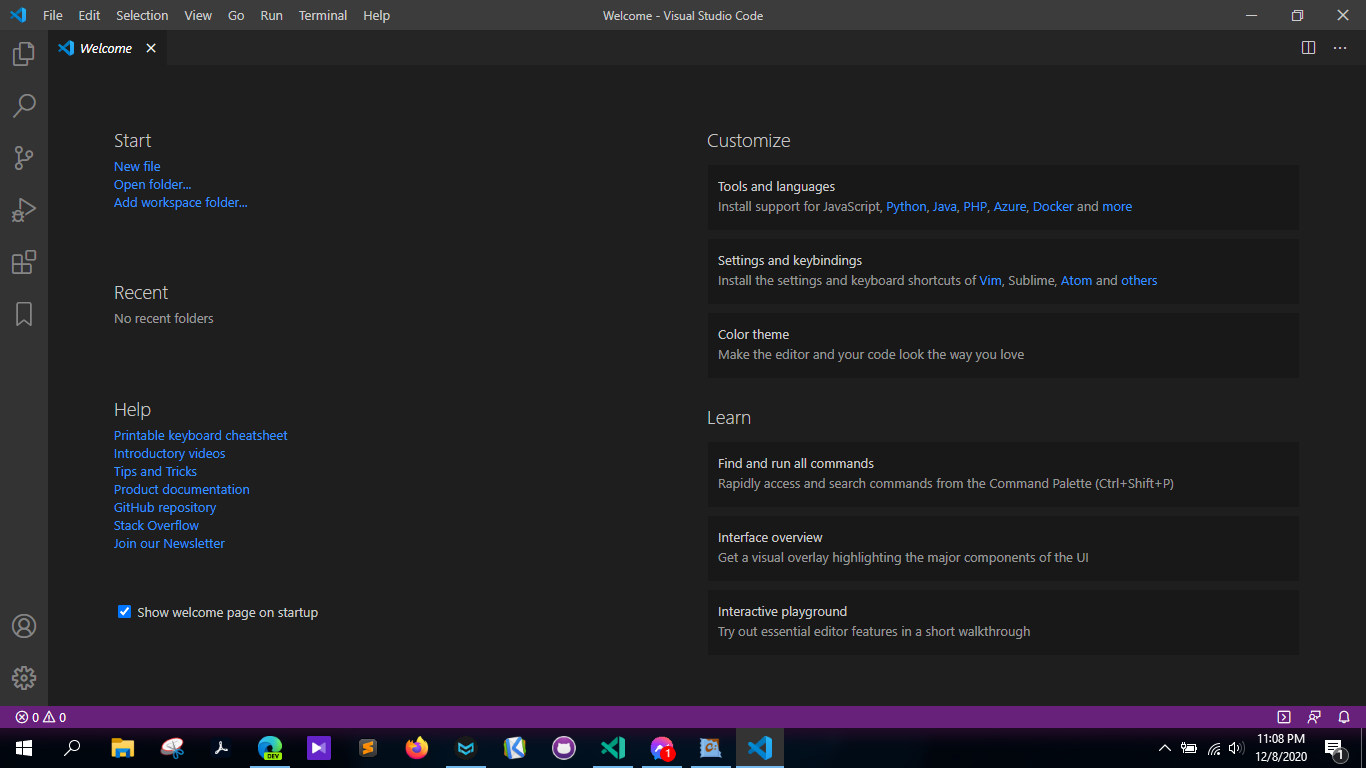 File Edit Selection View Go Run Terminal Help
Welcome - Visual Studio Code
Welcome
Start
New file
Open folder...
Add workspace folder...
Recent
No recent folders
Help
Printable keyboard cheatsheet
Introductory videos
Tips and Tricks
Product documentation
GitHub repository
Stack Overflow
Join our Newsletter
Show welcome page on startup
Customize
Tools and languages
Install support for JavaScript, Python, Java, PHP, Azure, Docker and more
Settings and keybindings
Install the settings and keyboard shortcuts of Vim, Sublime, Atom and others
Color theme
Make the editor and your code look the way you love
Learn
Find and run all commands
Rapidly access and search commands from the Command Palette (Ctrl+Shift+P)
Interface overview
Get a visual overlay highlighting the major components of the UI
Interactive playground
Try out essential editor features in a short walkthrough
0 0
DEV
1
11:08 PM
12/8/2020
1